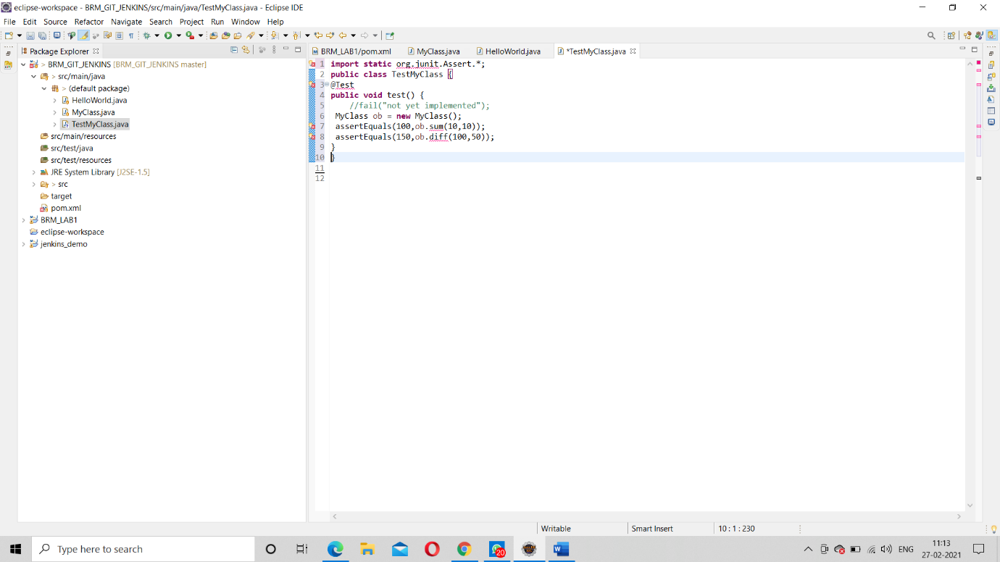 eclipse-workspace - BRM_GIT_JENKINS/src/main/java/TestMyClass.java - Eclipse IDE
File Edit Source Refactor Navigate Search Project Run Window Help
Package Explorer
BRM_LAB1/pom.xml MyClass.java HelloWorld.java *TestMyClass.java
> BRM_GIT_JENKINS [BRM_GIT_JENKINS master]
> src/main/java
> (default package)
HelloWorld.java
MyClass.java
TestMyClass.java
src/main/resources
src/test/java
src/test/resources
JRE System Library [J2SE-1.5]
> src
target
pom.xml
BRM_LAB1
eclipse-workspace
jenkins_demo
1 import static org.junit.Assert.*;
2 public class TestMyClass {
3 @Test
4 public void test() {
5 //fail("not yet implemented");
6 MyClass ob = new MyClass();
7 assertEquals(100,ob.sum(10,10));
8 assertEquals(150,ob.diff(100,50));
9 }
10 }
11
12
Writable Smart Insert 10 : 1 : 230
Type here to search
20
ENG
11:13
27-02-2021